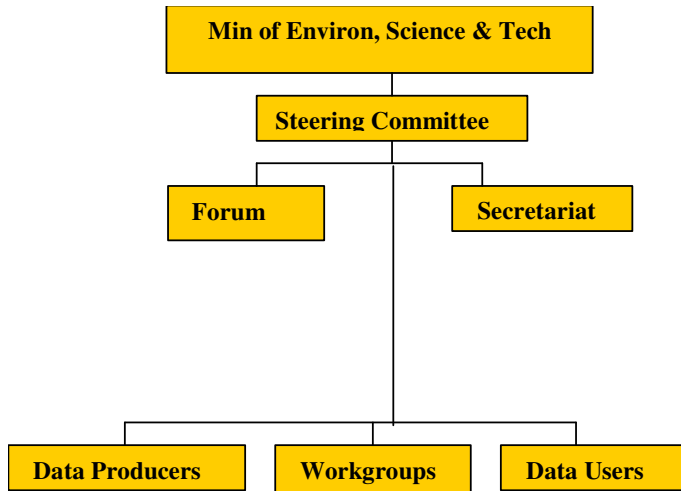 Min of Environ, Science & Tech
Steering Committee
Forum
Secretariat
Data Producers
Workgroups
Data Users